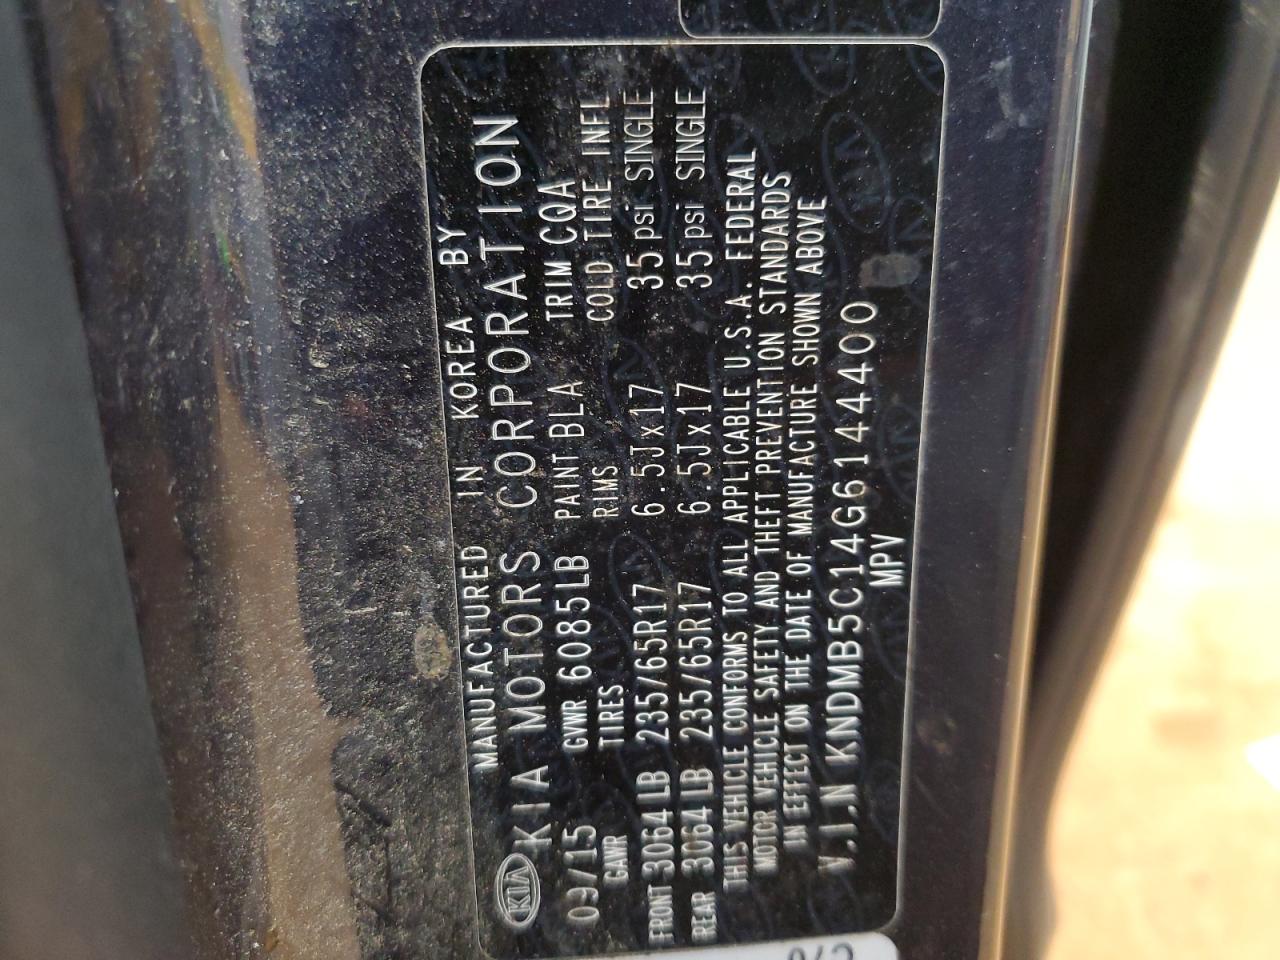 MANUFACTURED IN KOREA BY
KIA KIA MOTORS CORPORATION
09/15 GVWR 6085LB PAINT BLA TRIM CQA
GAWR TIRES RIMS COLD TIRE INFL
FRONT 3064LB 235/65R17 6.5Jx17 35psi SINGLE
REAR 3064LB 235/65R17 6.5Jx17 35psi SINGLE
THIS VEHICLE CONFORMS TO ALL APPLICABLE U.S.A. FEDERAL
MOTOR VEHICLE SAFETY AND THEFT PREVENTION STANDARDS
IN EFFECT ON THE DATE OF MANUFACTURE SHOWN ABOVE
V.I.N KNDMB5C14G6144400
MPV